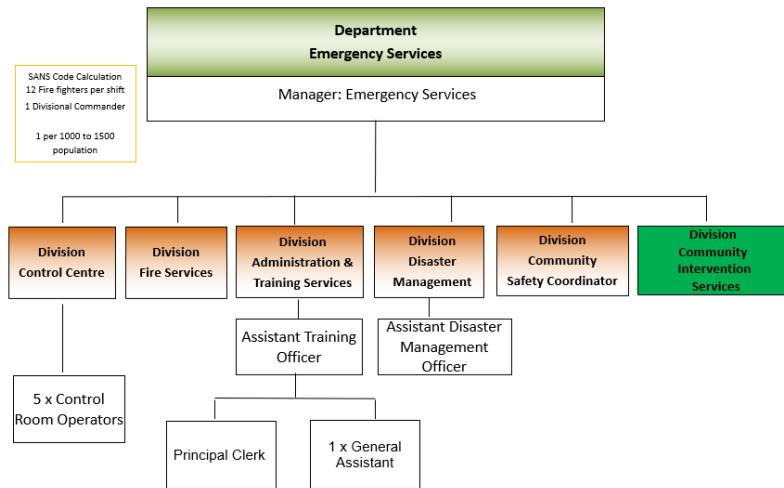 Department
Emergency Services
Manager: Emergency Services
SANS Code Calculation
12 Fire fighters per shift
1 Divisional Commander
1 per 1000 to 1500
population
Division
Control Centre
Division
Fire Services
Division
Administration &
Training Services
Division
Disaster
Management
Division
Community
Safety Coordinator
Division
Community
Intervention
Services
Assistant Training
Officer
Assistant Disaster
Management
Officer
5 x Control
Room Operators
Principal Clerk
1 x General
Assistant